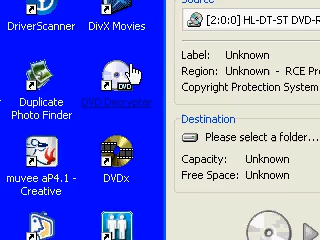 DriverScanner
DivX Movies
Duplicate
Photo Finder
DVD
DVD Decrypter
muvee aP4.1 -
Creative
DVDx
Source
[2:0:0] HL-DT-ST DVD-R
Label: Unknown
Region: Unknown - RCE Pro
Copyright Protection System
Destination
Please select a folder...
Capacity: Unknown
Free Space: Unknown